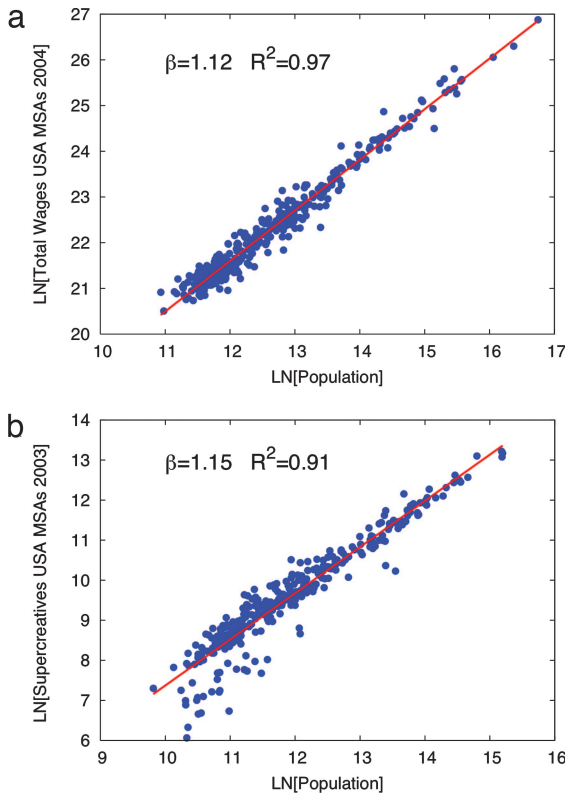 a
27
26
25
24
23
22
21
20
β=1.12 R²=0.97
LN[Total Wages USA MSAs 2004]
10 11 12 13 14 15 16 17
LN[Population]
b
14
13
12
11
10
9
8
7
6
β=1.15 R²=0.91
LN[Supercreatives USA MSAs 2003]
9 10 11 12 13 14 15 16
LN[Population]